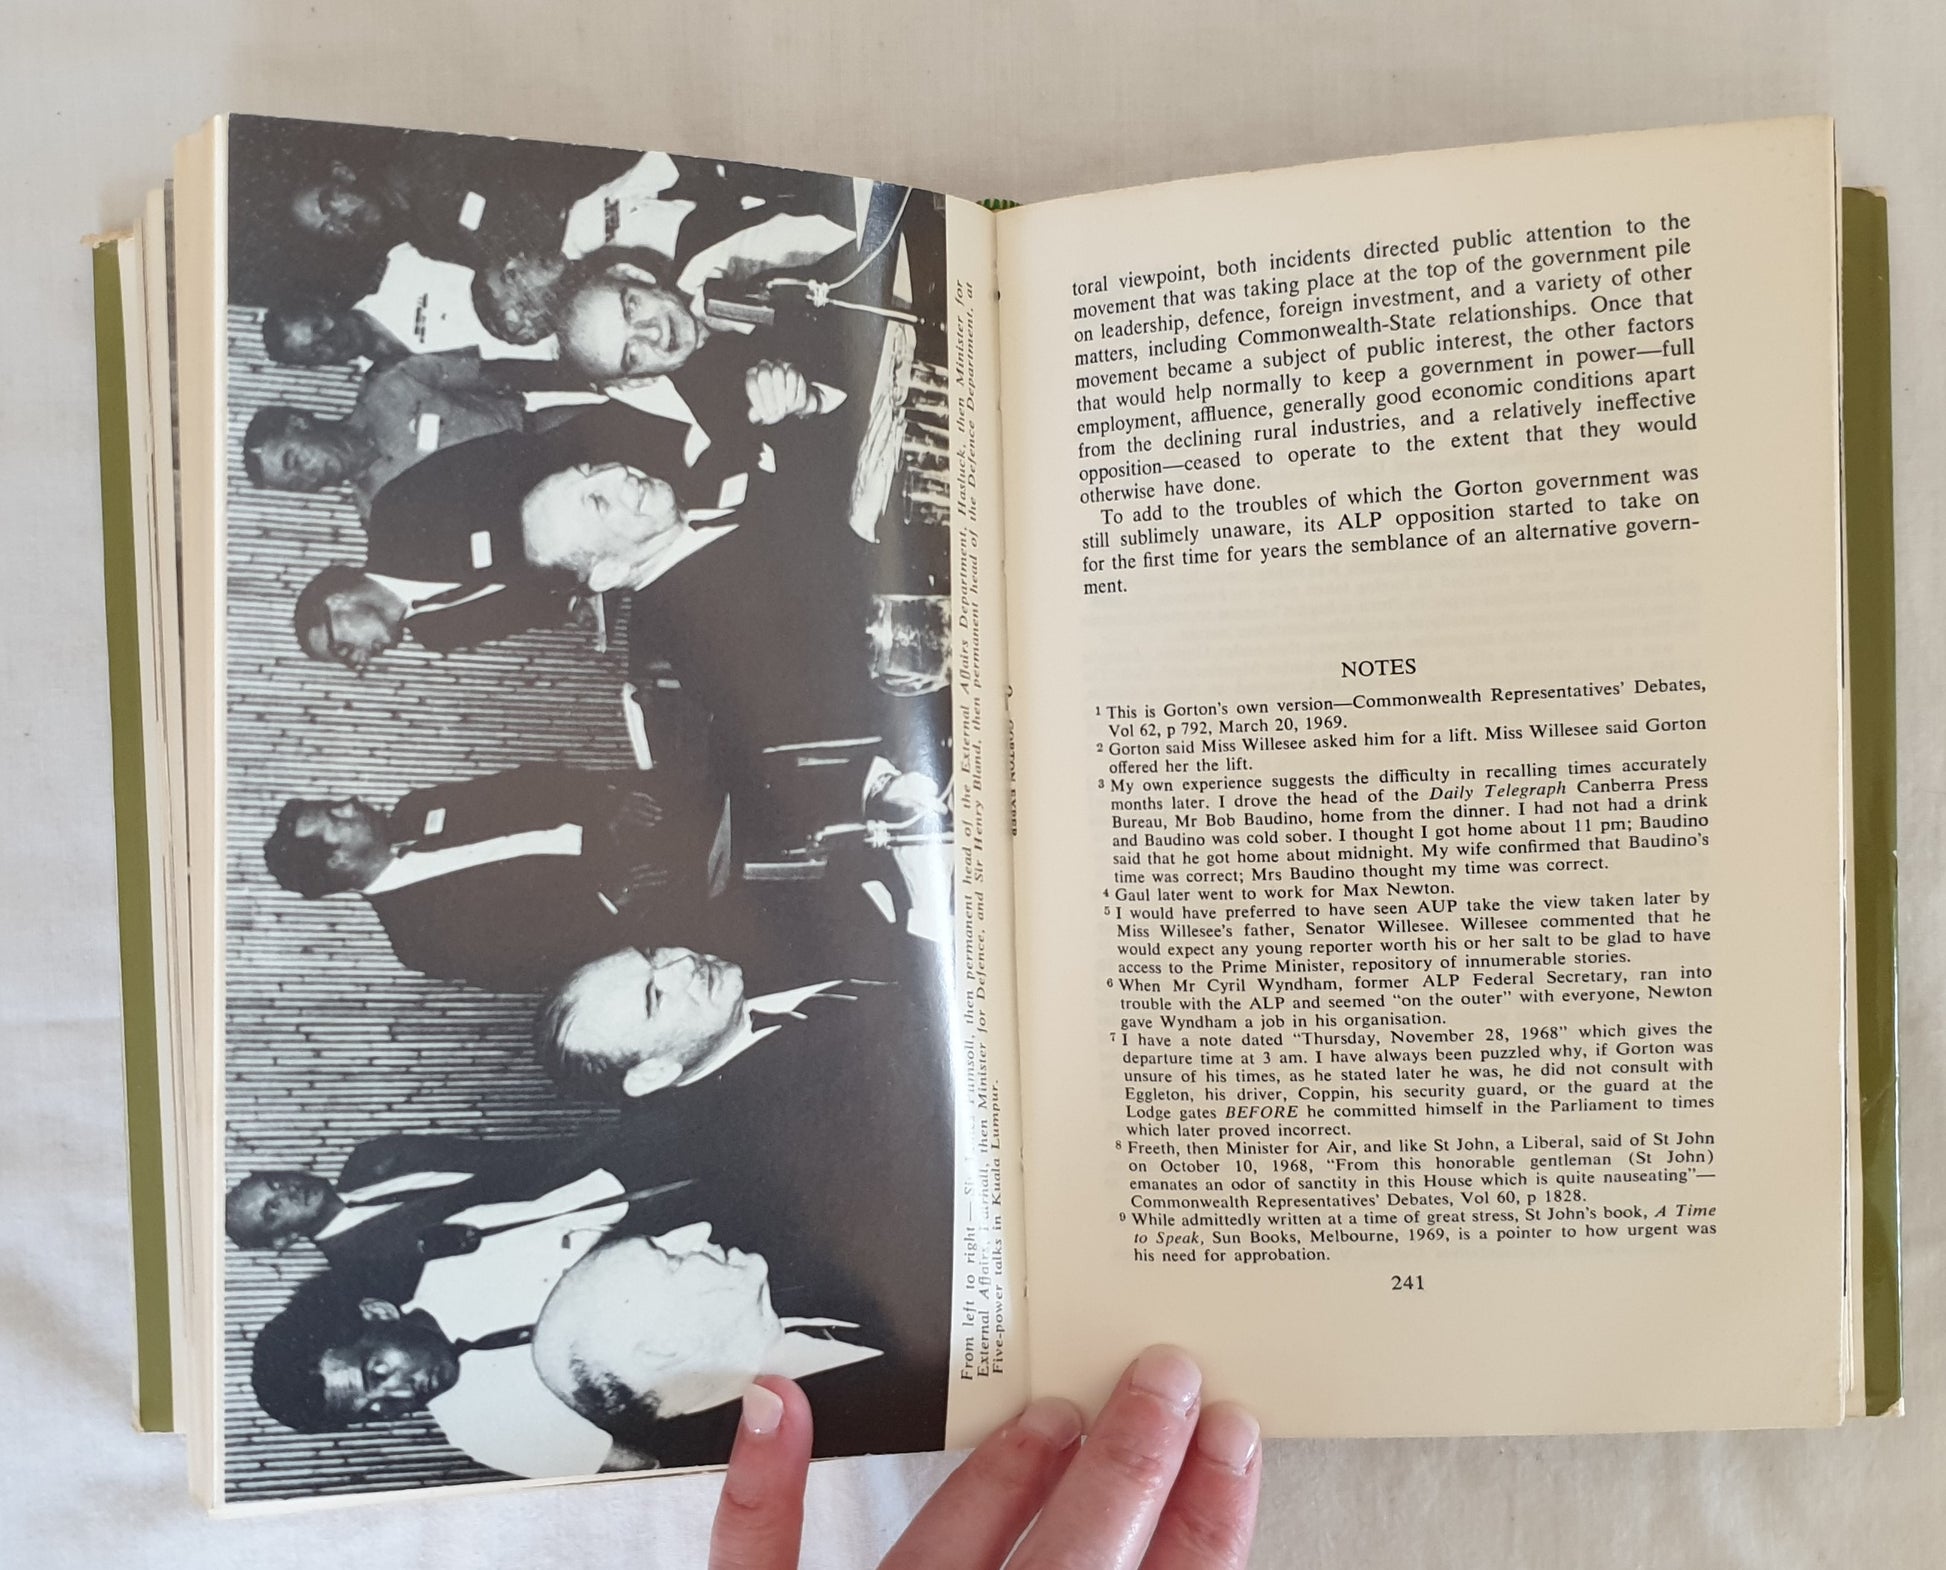 From left to right—Sir James Plimsoll, then permanent head of the External Affairs Department, Hasluck, then Minister for
External Affairs, Fairhall, then Minister for Defence, and Sir Henry Bland, then permanent head of the Defence Department, at
Five-power talks in Kuala Lumpur.
toral viewpoint, both incidents directed public attention to the
movement that was taking place at the top of the government pile
on leadership, defence, foreign investment, and a variety of other
matters, including Commonwealth-State relationships. Once that
movement became a subject of public interest, the other factors
that would help normally to keep a government in power—full
employment, affluence, generally good economic conditions apart
from the declining rural industries, and a relatively ineffective
opposition—ceased to operate to the extent that they would
otherwise have done.
To add to the troubles of which the Gorton government was
still sublimely unaware, its ALP opposition started to take on
for the first time for years the semblance of an alternative govern-
ment.
NOTES
1 This is Gorton's own version—Commonwealth Representatives' Debates,
Vol 62, p 792, March 20, 1969.
2 Gorton said Miss Willesee asked him for a lift. Miss Willesee said Gorton
offered her the lift.
3 My own experience suggests the difficulty in recalling times accurately
months later. I drove the head of the Daily Telegraph Canberra Press
Bureau, Mr Bob Baudino, home from the dinner. I had not had a drink
and Baudino was cold sober. I thought I got home about 11 pm; Baudino
said that he got home about midnight. My wife confirmed that Baudino's
time was correct; Mrs Baudino thought my time was correct.
4 Gaul later went to work for Max Newton.
5 I would have preferred to have seen AUP take the view taken later by
Miss Willesee's father, Senator Willesee. Willesee commented that he
would expect any young reporter worth his or her salt to be glad to have
access to the Prime Minister, repository of innumerable stories.
6 When Mr Cyril Wyndham, former ALP Federal Secretary, ran into
trouble with the ALP and seemed "on the outer" with everyone, Newton
gave Wyndham a job in his organisation.
7 I have a note dated "Thursday, November 28, 1968" which gives the
departure time at 3 am. I have always been puzzled why, if Gorton was
unsure of his times, as he stated later he was, he did not consult with
Eggleton, his driver, Coppin, his security guard, or the guard at the
Lodge gates BEFORE he committed himself in the Parliament to times
which later proved incorrect.
8 Freeth, then Minister for Air, and like St John, a Liberal, said of St John
on October 10, 1968, "From this honorable gentleman (St John)
emanates an odor of sanctity in this House which is quite nauseating"—
Commonwealth Representatives' Debates, Vol 60, p 1828.
9 While admittedly written at a time of great stress, St John's book, A Time
to Speak, Sun Books, Melbourne, 1969, is a pointer to how urgent was
his need for approbation.
241